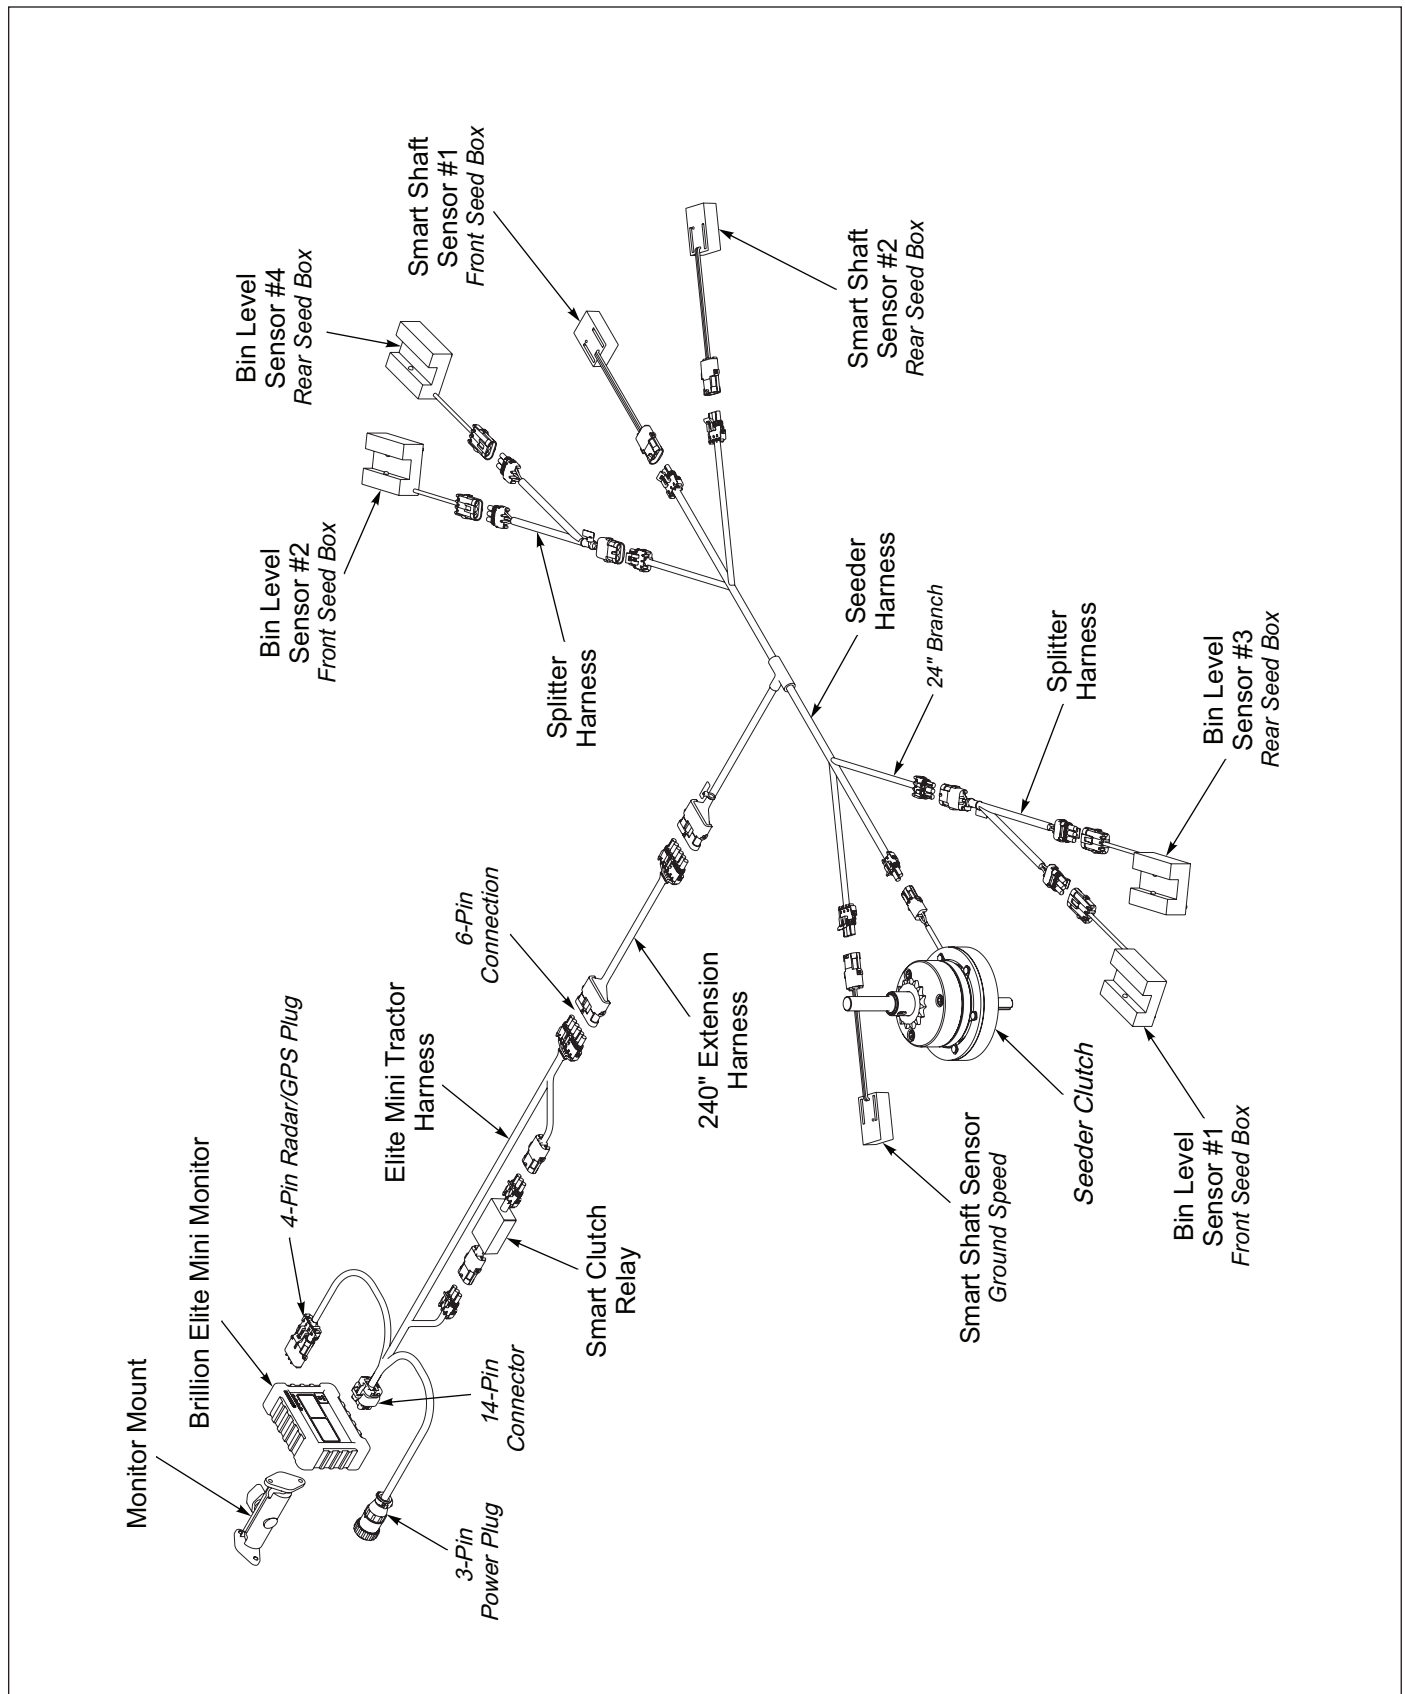 Monitor Mount
Brillion Elite Mini Monitor
4-Pin Radar/GPS Plug
Elite Mini Tractor
Harness
6-Pin
Connection
3-Pin
Power Plug
14-Pin
Connector
Smart Clutch
Relay
240" Extension
Harness
Bin Level
Sensor #2
Front Seed Box
Bin Level
Sensor #4
Rear Seed Box
Smart Shaft
Sensor #1
Front Seed Box
Smart Shaft
Sensor #2
Rear Seed Box
Splitter
Harness
Seeder
Harness
24" Branch
Splitter
Harness
Bin Level
Sensor #3
Rear Seed Box
Smart Shaft Sensor
Ground Speed
Seeder Clutch
Bin Level
Sensor #1
Front Seed Box